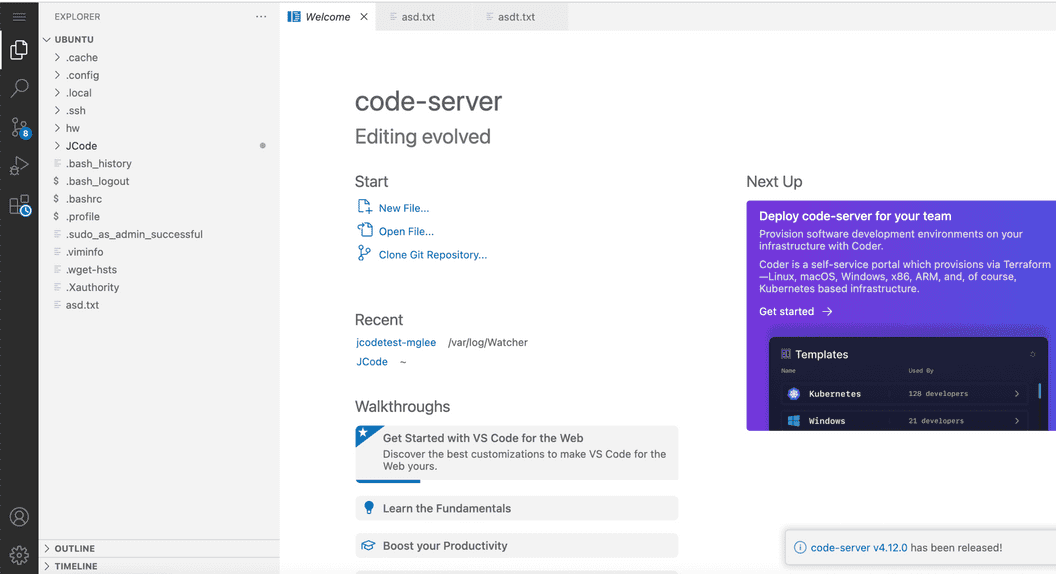 EXPLORER
···
UBUNTU
.cache
.config
.local
.ssh
hw
JCode
.bash_history
.bash_logout
$ .bashrc
$ .profile
.sudo_as_admin_successful
.viminfo
.wget-hsts
.Xauthority
asd.txt
OUTLINE
TIMELINE
8
Welcome
asd.txt
asdt.txt
code-server
Editing evolved
Start
New File...
Open File...
Clone Git Repository...
Recent
jcodetest-mglee /var/log/Watcher
JCode ~
Walkthroughs
Get Started with VS Code for the Web
Discover the best customizations to make VS Code for the
Web yours.
Learn the Fundamentals
Boost your Productivity
Next Up
Deploy code-server for your team
Provision software development environments on your
infrastructure with Coder.
Coder is a self-service portal which provisions via Terraform
—Linux, macOS, Windows, x86, ARM, and, of course,
Kubernetes based infrastructure.
Get started →
Templates
Name Used By
Kubernetes 128 developers
Windows 21 developers
code-server v4.12.0 has been released!